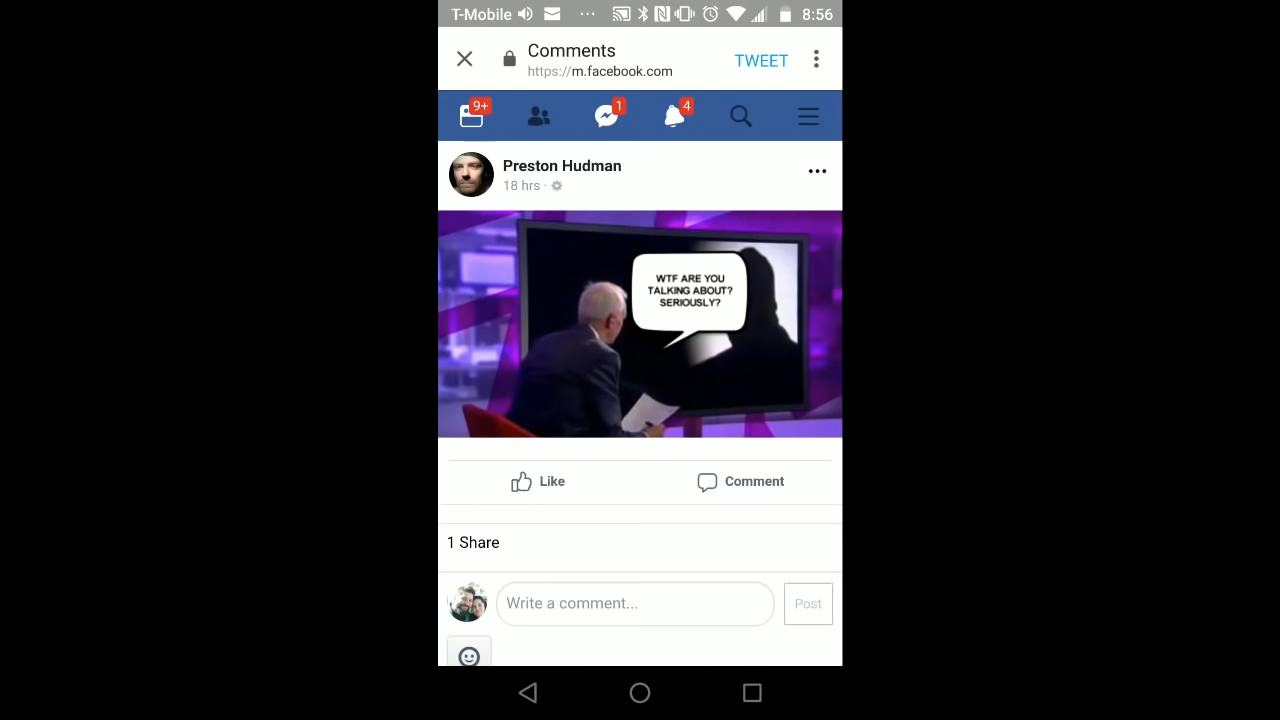 T-Mobile 8:56
Comments
https://m.facebook.com
TWEET
9+ 1 4
Preston Hudman
18 hrs ·
WTF ARE YOU
TALKING ABOUT?
SERIOUSLY?
Like Comment
1 Share
Write a comment... Post